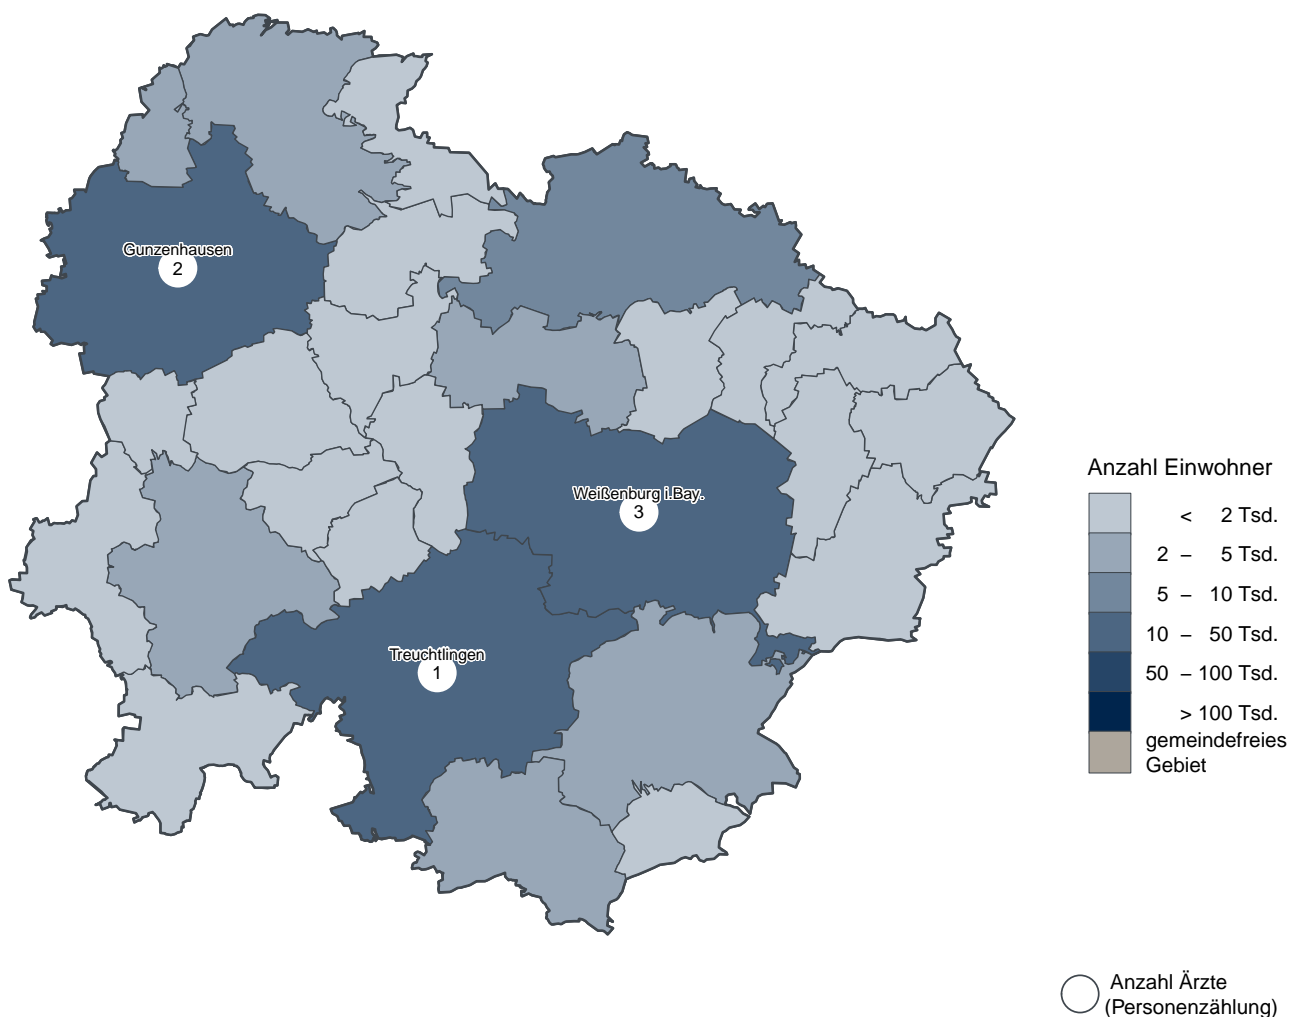 Gunzenhausen
2
Weißenburg i.Bay.
3
Treuchtlingen
1
Anzahl Einwohner
< 2 Tsd.
2 – 5 Tsd.
5 – 10 Tsd.
10 – 50 Tsd.
50 – 100 Tsd.
> 100 Tsd.
gemeindefreies
Gebiet
Anzahl Ärzte
(Personenzählung)